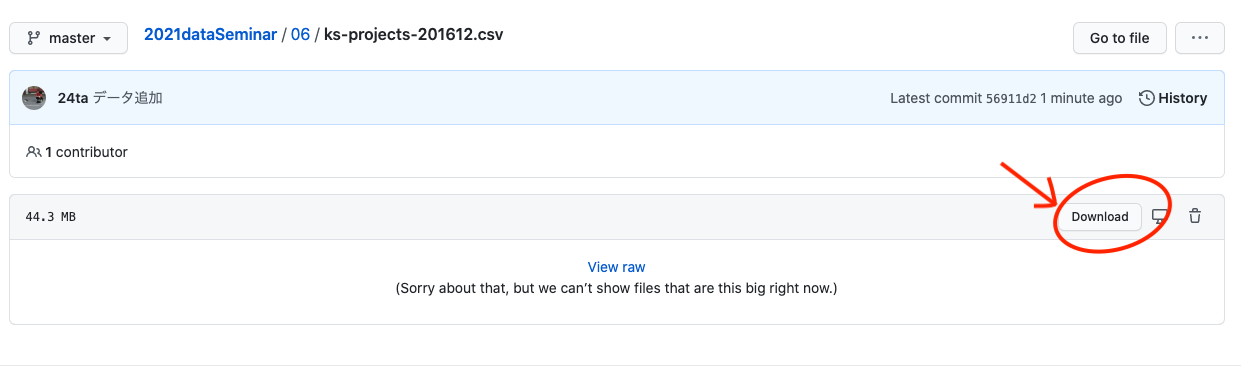 master 2021dataSeminar / 06 / ks-projects-201612.csv Go to file ...
24ta データ追加 Latest commit 56911d2 1 minute ago History
1 contributor
44.3 MB Download
View raw
(Sorry about that, but we can’t show files that are this big right now.)